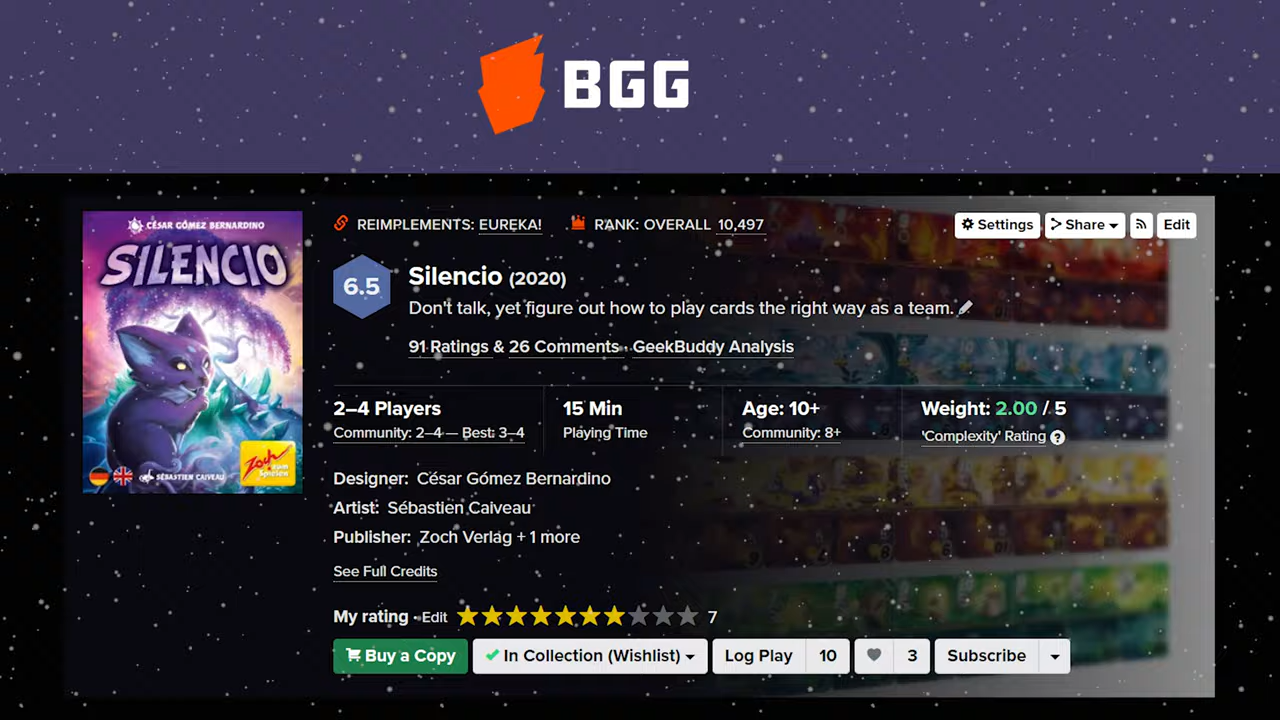 BGG
CÉSAR GÓMEZ BERNARDINO
SILENCIO
Zoch
zum
Spielen
SÉBASTIEN CAIVEAU
REIMPLEMENTS: EUREKA!
RANK: OVERALL 10,497
Settings
Share
Edit
6.5
Silencio (2020)
Don't talk, yet figure out how to play cards the right way as a team.
91 Ratings & 26 Comments · GeekBuddy Analysis
2–4 Players
Community: 2–4 — Best: 3–4
15 Min
Playing Time
Age: 10+
Community: 8+
Weight: 2.00 / 5
'Complexity' Rating ?
Designer: César Gómez Bernardino
Artist: Sébastien Caiveau
Publisher: Zoch Verlag + 1 more
See Full Credits
My rating · Edit 7
Buy a Copy
In Collection (Wishlist)
Log Play 10
3
Subscribe